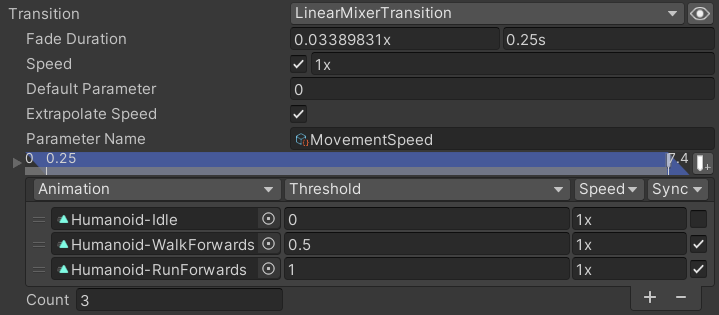 Transition LinearMixerTransition
Fade Duration 0.03389831x 0.25s
Speed 1x
Default Parameter 0
Extrapolate Speed
Parameter Name MovementSpeed
0 0.25 7.4
Animation Threshold Speed Sync
Humanoid-Idle 0 1x
Humanoid-WalkForwards 0.5 1x
Humanoid-RunForwards 1 1x
Count 3 + −